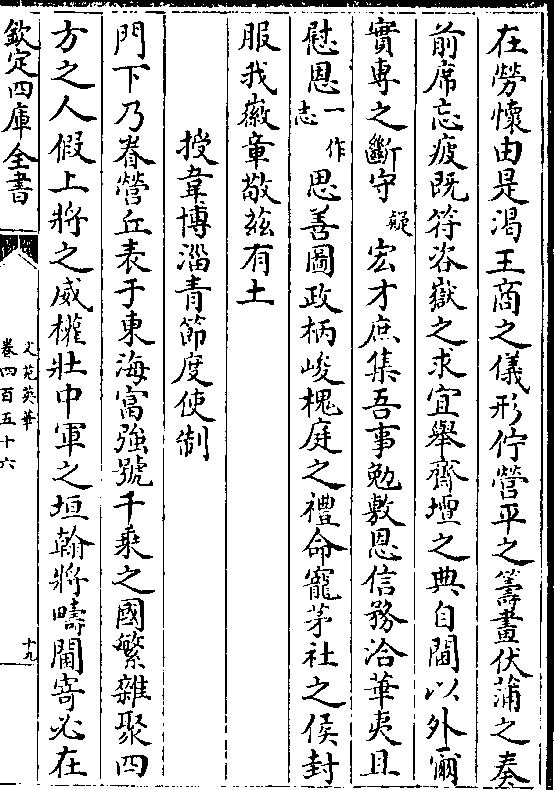 在勞懷由是渴王商之儀形佇營平之籌畫伏蒲之奏
前席忘疲既符咨嶽之求宜舉齋壇之典自閫以外爾
實専之斷守疑宏才庶集吾事勉敷恩信務洽華夷且
慰恩一作志思善圖政柄峻槐庭之禮命寵茅社之侯封
服我徽章敬兹有土
授韋博淄青節度使制
門下乃眷營丘表于東海富強號千乗之國繁雜聚四
方之人假上將之威權壯中軍之垣翰將疇閫寄必在
欽定四庫全書
文苑英華
卷四百五十六
十九